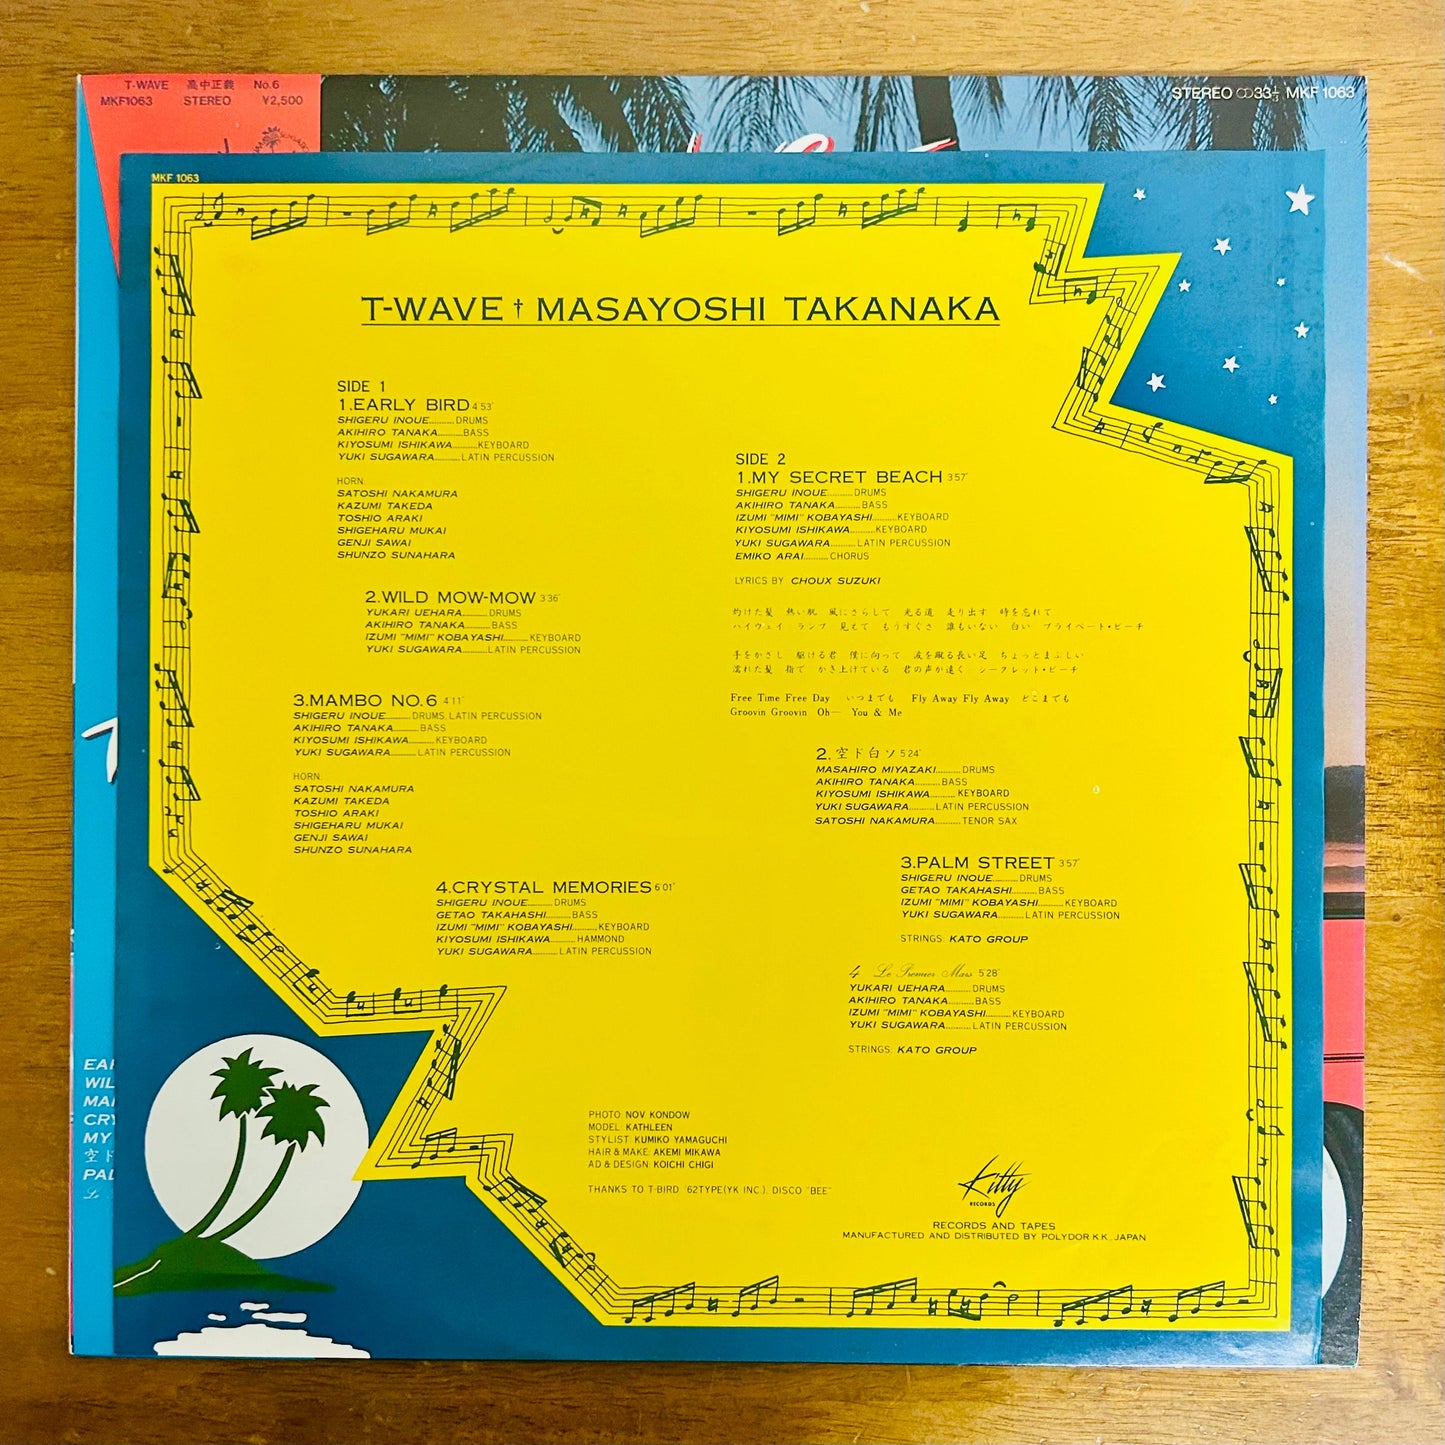 T-WAVE 高中正義 No.6
MKF1063 STEREO ¥2,500
STEREO 33⅓ MKF 1063
MKF 1063
T-WAVE † MASAYOSHI TAKANAKA
SIDE 1
1.EARLY BIRD 4'53"
SHIGERU INOUE..........DRUMS
AKIHIRO TANAKA..........BASS
KIYOSUMI ISHIKAWA..........KEYBOARD
YUKI SUGAWARA..........LATIN PERCUSSION
HORN:
SATOSHI NAKAMURA
KAZUMI TAKEDA
TOSHIO ARAKI
SHIGEHARU MUKAI
GENJI SAWAI
SHUNZO SUNAHARA
2.WILD MOW-MOW 3'36"
YUKARI UEHARA..........DRUMS
AKIHIRO TANAKA..........BASS
IZUMI "MIMI" KOBAYASHI..........KEYBOARD
YUKI SUGAWARA..........LATIN PERCUSSION
3.MAMBO NO.6 4'11"
SHIGERU INOUE..........DRUMS, LATIN PERCUSSION
AKIHIRO TANAKA..........BASS
KIYOSUMI ISHIKAWA..........KEYBOARD
YUKI SUGAWARA..........LATIN PERCUSSION
HORN:
SATOSHI NAKAMURA
KAZUMI TAKEDA
TOSHIO ARAKI
SHIGEHARU MUKAI
GENJI SAWAI
SHUNZO SUNAHARA
4.CRYSTAL MEMORIES 6'01"
SHIGERU INOUE..........DRUMS
GETAO TAKAHASHI..........BASS
IZUMI "MIMI" KOBAYASHI..........KEYBOARD
KIYOSUMI ISHIKAWA..........HAMMOND
YUKI SUGAWARA..........LATIN PERCUSSION
SIDE 2
1.MY SECRET BEACH 3'57"
SHIGERU INOUE..........DRUMS
AKIHIRO TANAKA..........BASS
IZUMI "MIMI" KOBAYASHI..........KEYBOARD
KIYOSUMI ISHIKAWA..........KEYBOARD
YUKI SUGAWARA..........LATIN PERCUSSION
EMIKO ARAI..........CHORUS
LYRICS BY CHOUX SUZUKI
灼けた髪 熱い肌 風にさらして 光る道 走り出す 時を忘れて
ハイウェイ ランプ 見えて もうすぐさ 誰もいない 白い プライベート・ビーチ
手をかざし 駆ける君 僕に向って 波を蹴る長い足 ちょっとまぶしい
濡れた髪 指で かき上げている 君の声が遠く シークレット・ビーチ
Free Time Free Day いつまでも Fly Away Fly Away どこまでも
Groovin Groovin Oh— You & Me
2.空ド白ソ 5'24"
MASAHIRO MIYAZAKI..........DRUMS
AKIHIRO TANAKA..........BASS
KIYOSUMI ISHIKAWA..........KEYBOARD
YUKI SUGAWARA..........LATIN PERCUSSION
SATOSHI NAKAMURA..........TENOR SAX
3.PALM STREET 3'57"
SHIGERU INOUE..........DRUMS
GETAO TAKAHASHI..........BASS
IZUMI "MIMI" KOBAYASHI..........KEYBOARD
YUKI SUGAWARA..........LATIN PERCUSSION
STRINGS: KATO GROUP
4 Le Premier Mars 5'28"
YUKARI UEHARA..........DRUMS
AKIHIRO TANAKA..........BASS
IZUMI "MIMI" KOBAYASHI..........KEYBOARD
YUKI SUGAWARA..........LATIN PERCUSSION
STRINGS: KATO GROUP
EAR
WIL
MA
CRY
MY
空ド
PAL
Le
PHOTO: NOV KONDOW
MODEL: KATHLEEN
STYLIST: KUMIKO YAMAGUCHI
HAIR & MAKE: AKEMI MIKAWA
AD & DESIGN: KOICHI CHIGI
THANKS TO T-BIRD '62TYPE(YK INC.), DISCO "BEE"
Kitty
RECORDS
RECORDS AND TAPES
MANUFACTURED AND DISTRIBUTED BY POLYDOR K.K., JAPAN